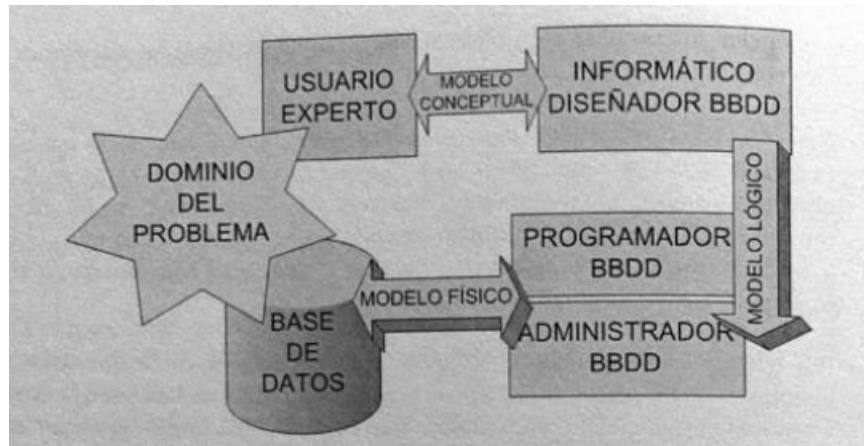 USUARIO
EXPERTO
MODELO
CONCEPTUAL
INFORMÁTICO
DISEÑADOR BBDD
DOMINIO
DEL
PROBLEMA
MODELO LÓGICO
PROGRAMADOR
BBDD
MODELO FÍSICO
ADMINISTRADOR
BBDD
BASE
DE
DATOS